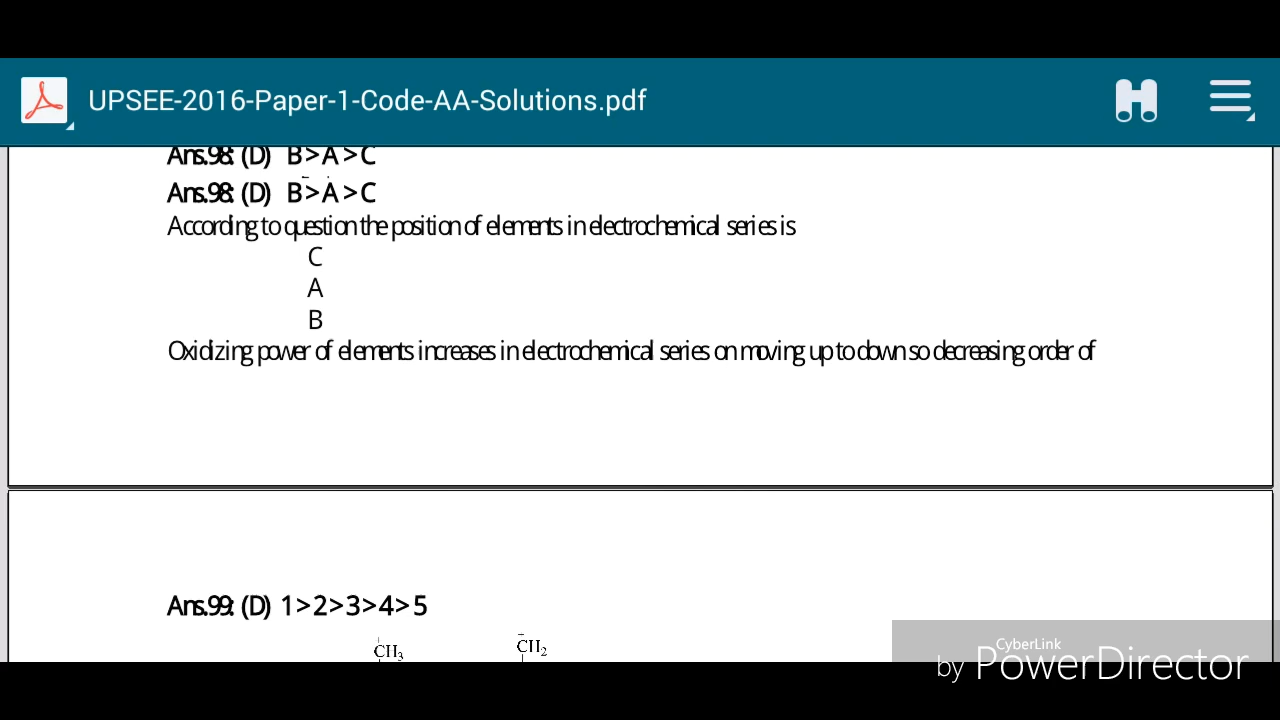 UPSEE-2016-Paper-1-Code-AA-Solutions.pdf
Ans.98: (D) B > A > C
Ans.98: (D) B > A > C
According to question the position of elements in electrochemical series is
C
A
B
Oxidizing power of elements increases in electrochemical series on moving up to down so decreasing order of
Ans.99: (D) 1 > 2 > 3 > 4 > 5
CH3 CH2
CyberLink
by PowerDirector